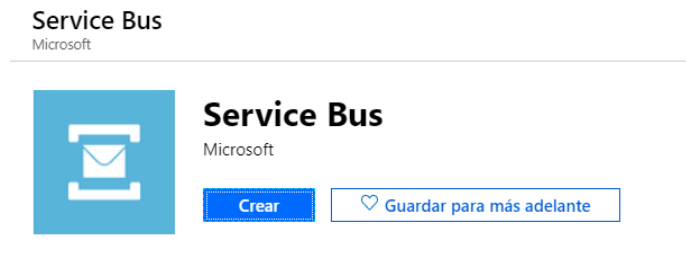 Service Bus
Microsoft
Service Bus
Microsoft
Crear
Guardar para más adelante